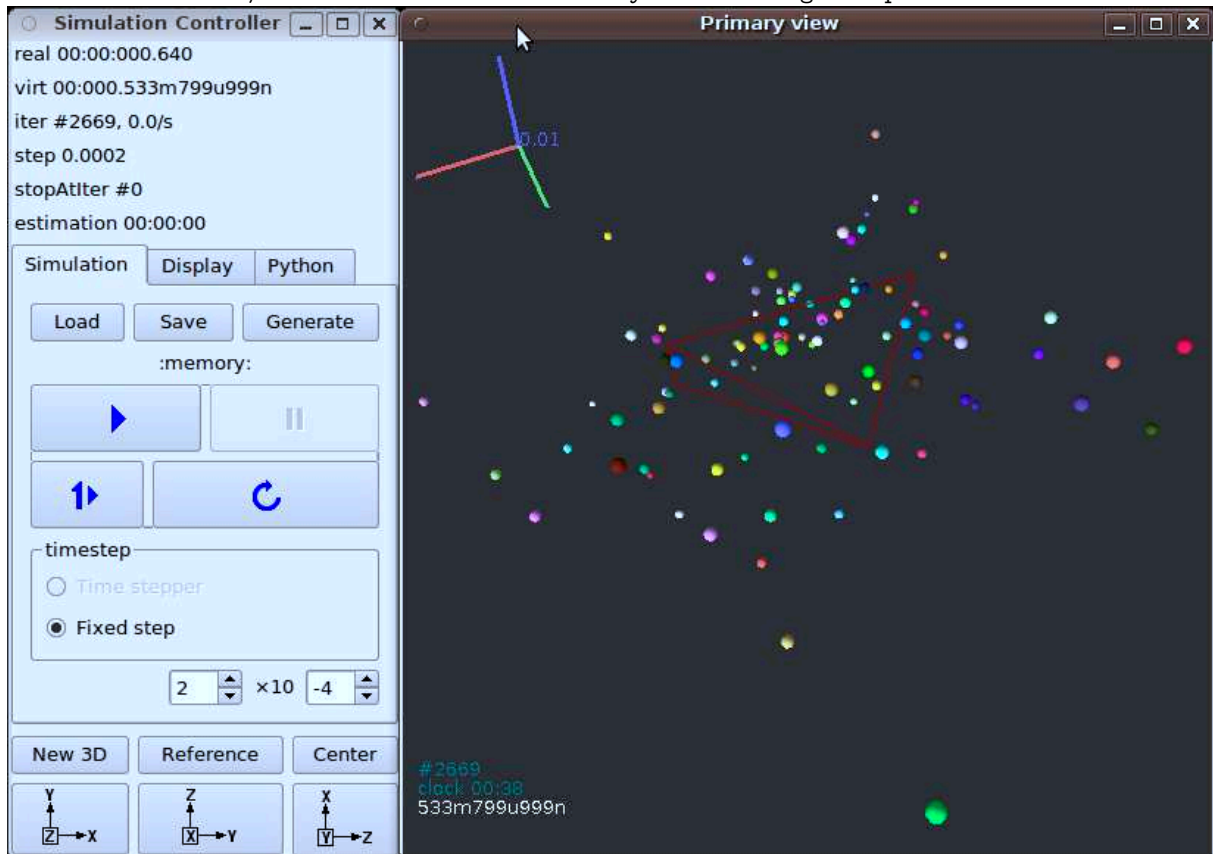 Simulation Controller
real 00:00:000.640
virt 00:000.533m799u999n
iter #2669, 0.0/s
step 0.0002
stopAtIter #0
estimation 00:00:00
Simulation Display Python
Load Save Generate
:memory:
1
timestep
Time stepper
Fixed step
2 ×10 -4
New 3D Reference Center
Y Z X
Z X X Y Y Z
Primary view
0.01
#2669
clock 00:38
533m799u999n